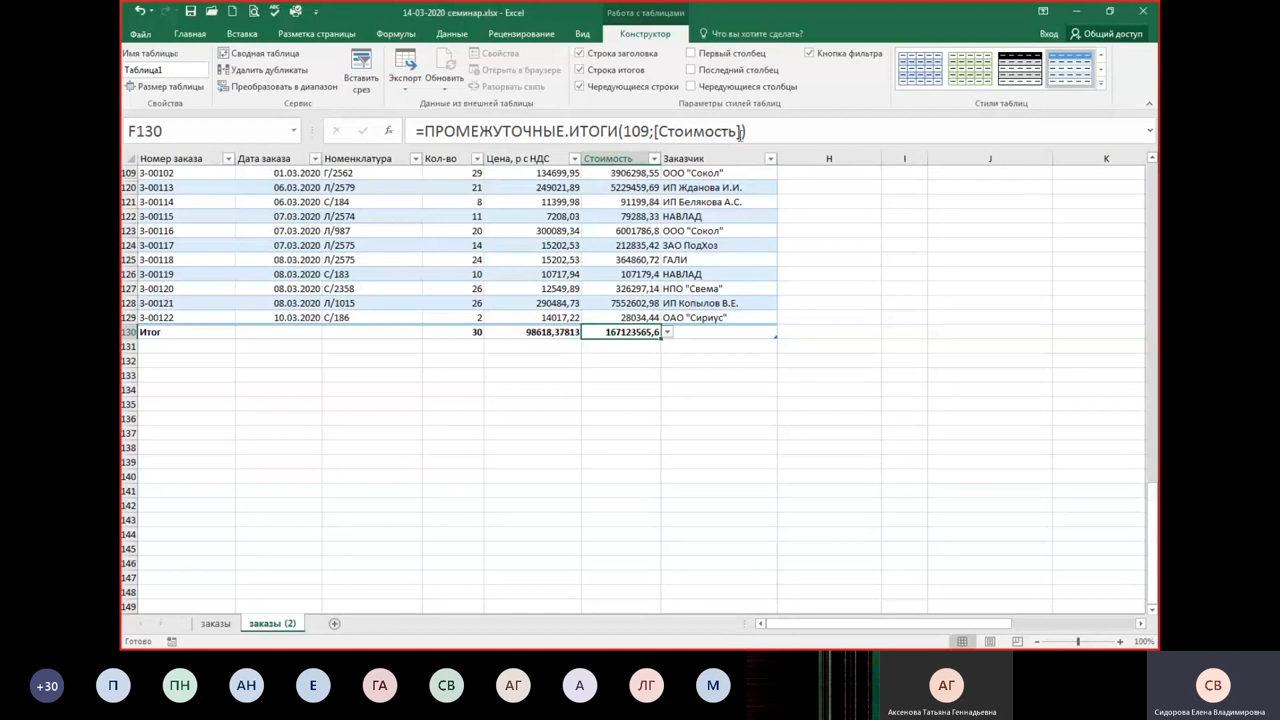 14-03-2020 семинар.xlsx - Excel
Работа с таблицами
Файл Главная Вставка Разметка страницы Формулы Данные Рецензирование Вид Конструктор Что вы хотите сделать? Вход Общий доступ
Имя таблицы:
Таблица1
Размер таблицы
Свойства
Сводная таблица
Удалить дубликаты
Преобразовать в диапазон
Сервис
Вставить срез
Экспорт Обновить
Свойства
Открыть в браузере
Разорвать связь
Данные из внешней таблицы
Строка заголовка
Строка итогов
Чередующиеся строки
Первый столбец
Последний столбец
Чередующиеся столбцы
Кнопка фильтра
Параметры стилей таблиц
Стили таблиц
F130 fx =ПРОМЕЖУТОЧНЫЕ.ИТОГИ(109;[Стоимость])
Номер заказа Дата заказа Номенклатура Кол-во Цена, р с НДС Стоимость Заказчик H I J K
109 З-00102 01.03.2020 Г/2562 29 134699,95 3906298,55 ООО "Сокол"
120 З-00113 06.03.2020 Л/2579 21 249021,89 5229459,69 ИП Жданова И.И.
121 З-00114 06.03.2020 С/184 8 11399,98 91199,84 ИП Белякова А.С.
122 З-00115 07.03.2020 Л/2574 11 7208,03 79288,33 НАВЛАД
123 З-00116 07.03.2020 Л/987 20 300089,34 6001786,8 ООО "Сокол"
124 З-00117 08.03.2020 Л/2575 14 15202,53 212835,42 ЗАО ПодХоз
125 З-00118 08.03.2020 Л/2575 24 15202,53 364860,72 ГАЛИ
126 З-00119 08.03.2020 С/183 10 10717,94 107179,4 НАВЛАД
127 З-00120 08.03.2020 С/2358 26 12549,89 326297,14 НПО "Свема"
128 З-00121 08.03.2020 Л/1015 26 290484,73 7552602,98 ИП Копылов В.Е.
129 З-00122 10.03.2020 С/186 2 14017,22 28034,44 ОАО "Сириус"
130 Итог 30 98618,37813 167123565,6
131
132
133
134
135
136
137
138
139
140
141
142
143
144
145
146
147
148
149
заказы заказы (2)
Готово 100%
+30 П ПН АН Е ГА СВ АГ А ЛГ М АГ СВ
Аксенова Татьяна Геннадьевна Сидорова Елена Владимировна